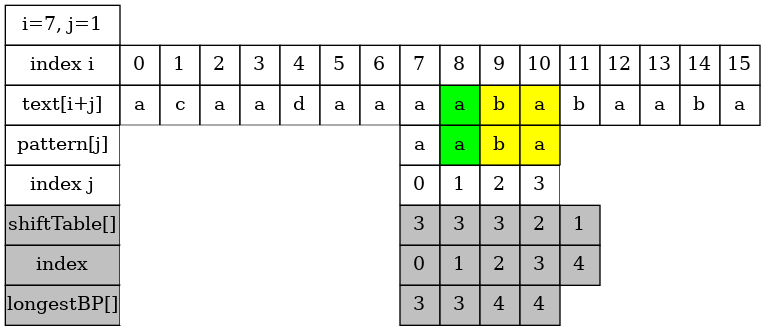 i=7, j=1
index i 0 1 2 3 4 5 6 7 8 9 10 11 12 13 14 15
text[i+j] a c a a d a a a a b a b a a b a
pattern[j] a a b a
index j 0 1 2 3
shiftTable[] 3 3 3 2 1
index 0 1 2 3 4
longestBP[] 3 3 4 4